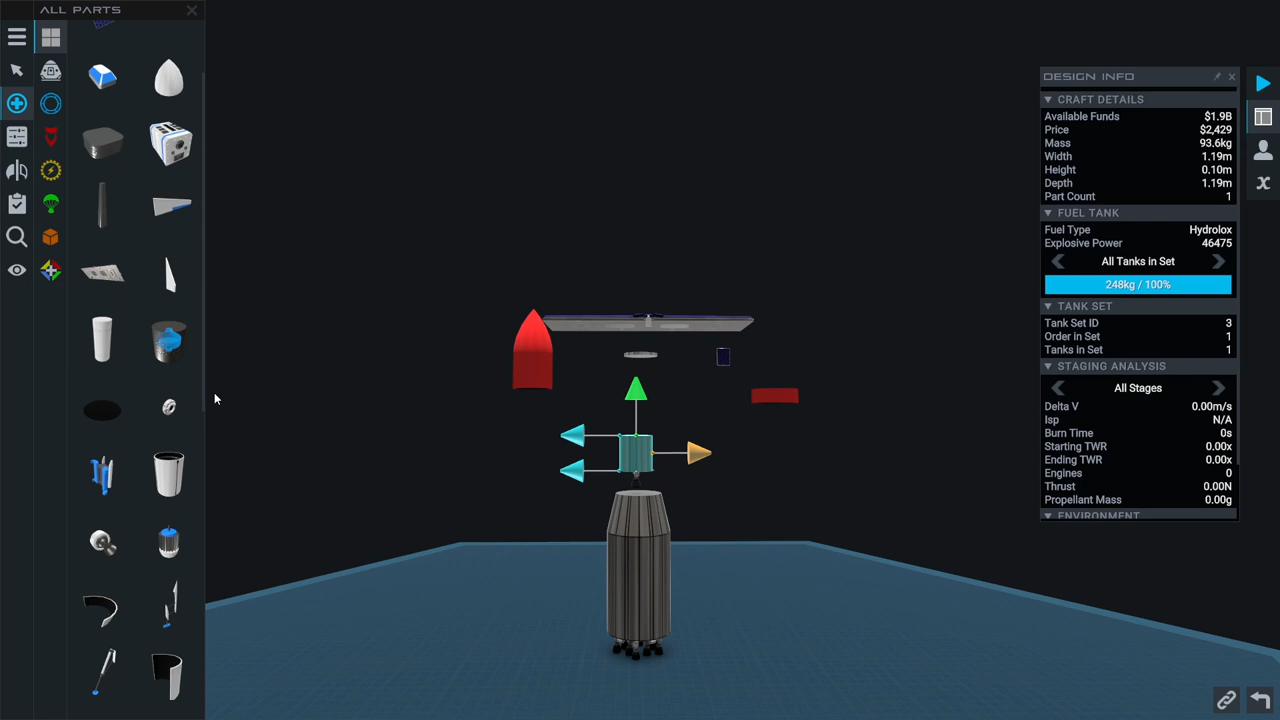 ALL PARTS
DESIGN INFO
CRAFT DETAILS
Available Funds $1.9B
Price $2,429
Mass 93.6kg
Width 1.19m
Height 0.10m
Depth 1.19m
Part Count 1
FUEL TANK
Fuel Type Hydrolox
Explosive Power 46475
All Tanks in Set
248kg / 100%
TANK SET
Tank Set ID 3
Order in Set 1
Tanks in Set 1
STAGING ANALYSIS
All Stages
Delta V 0.00m/s
Isp N/A
Burn Time 0s
Starting TWR 0.00x
Ending TWR 0.00x
Engines 0
Thrust 0.00N
Propellant Mass 0.00g
ENVIRONMENT
x